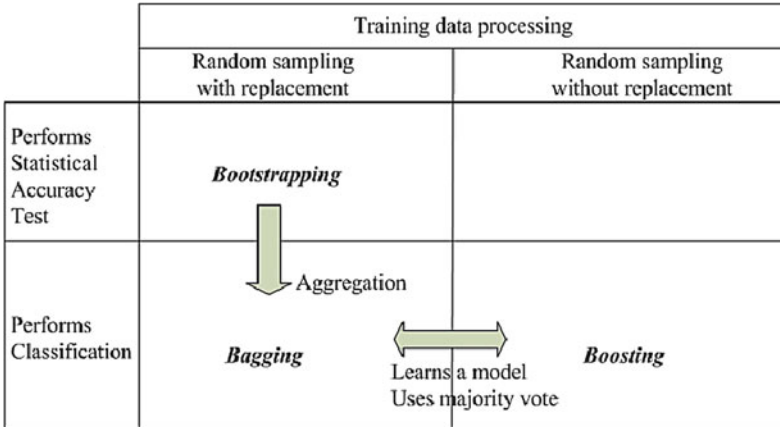 Training data processing
Random sampling
with replacement
Random sampling
without replacement
Performs
Statistical
Accuracy
Test
Bootstrapping
Aggregation
Performs
Classification
Bagging
Boosting
Learns a model
Uses majority vote